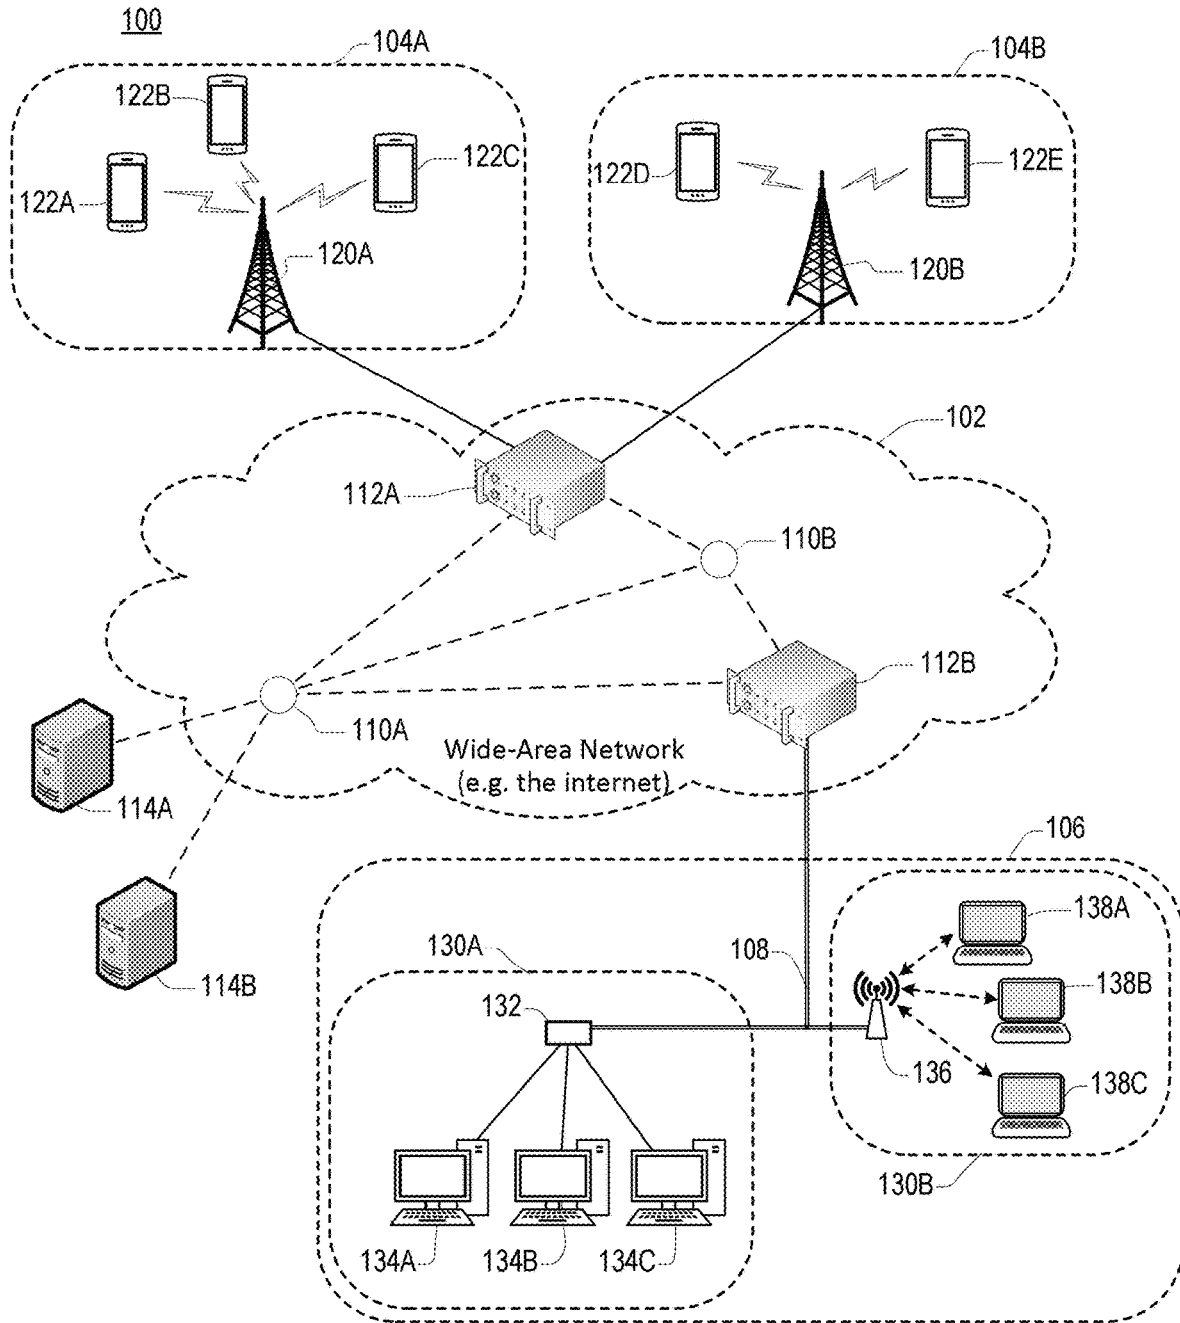 100
104A
104B
122B
122C
122A
122D
122E
120A
120B
102
112A
110B
112B
110A
Wide-Area Network
(e.g. the internet)
114A
106
138A
130A
108
114B
138B
132
136
138C
130B
134A
134B
134C